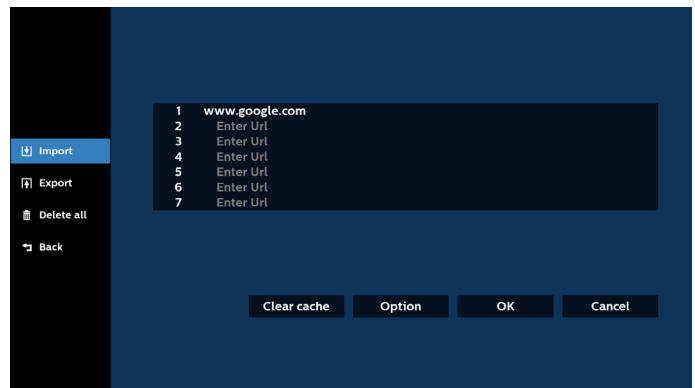 Import
Export
Delete all
Back
1 www.google.com
2 Enter Url
3 Enter Url
4 Enter Url
5 Enter Url
6 Enter Url
7 Enter Url
Clear cache Option OK Cancel